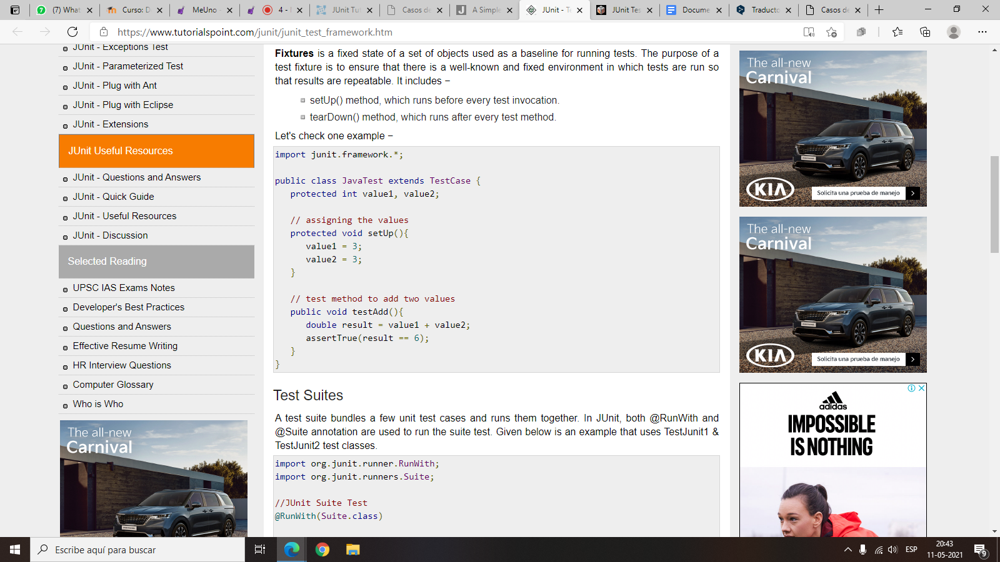 (7) What
Curso: D
MeUno -
4 - I
JUnit Tu
Casos de
A Simple
JUnit - Te
JUnit Tes
Docume
Traducto
Casos de
https://www.tutorialspoint.com/junit/junit_test_framework.htm
JUnit - Exceptions Test
JUnit - Parameterized Test
JUnit - Plug with Ant
JUnit - Plug with Eclipse
JUnit - Extensions
JUnit Useful Resources
JUnit - Questions and Answers
JUnit - Quick Guide
JUnit - Useful Resources
JUnit - Discussion
Selected Reading
UPSC IAS Exams Notes
Developer's Best Practices
Questions and Answers
Effective Resume Writing
HR Interview Questions
Computer Glossary
Who is Who
The all-new
Carnival
Fixtures is a fixed state of a set of objects used as a baseline for running tests. The purpose of a
test fixture is to ensure that there is a well-known and fixed environment in which tests are run so
that results are repeatable. It includes −
setUp() method, which runs before every test invocation.
tearDown() method, which runs after every test method.
Let's check one example −
import junit.framework.*;
public class JavaTest extends TestCase {
protected int value1, value2;
// assigning the values
protected void setUp(){
value1 = 3;
value2 = 3;
}
// test method to add two values
public void testAdd(){
double result = value1 + value2;
assertTrue(result == 6);
}
}
Test Suites
A test suite bundles a few unit test cases and runs them together. In JUnit, both @RunWith and
@Suite annotation are used to run the suite test. Given below is an example that uses TestJunit1 &
TestJunit2 test classes.
import org.junit.runner.RunWith;
import org.junit.runners.Suite;
//JUnit Suite Test
@RunWith(Suite.class)
The all-new
Carnival
KIA
Solicita una prueba de manejo
The all-new
Carnival
KIA
Solicita una prueba de manejo
adidas
IMPOSSIBLE
IS NOTHING
Escribe aquí para buscar
ESP
20:43
11-05-2021
9